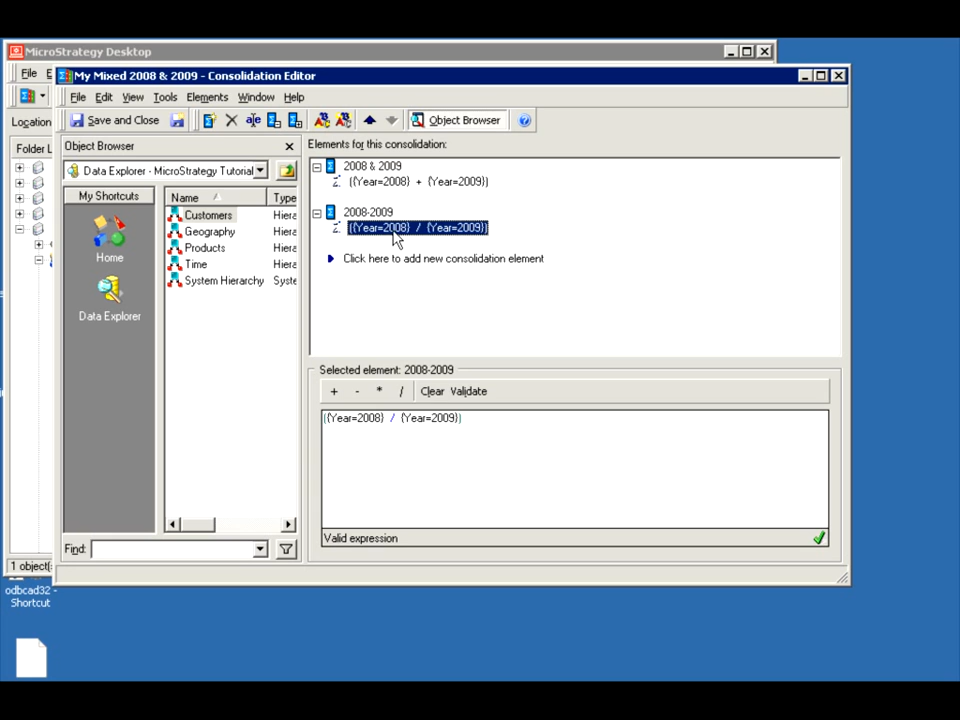 MicroStrategy Desktop
File E
My Mixed 2008 & 2009 - Consolidation Editor
File Edit View Tools Elements Window Help
Save and Close
Object Browser
Location
Folder L
Object Browser
Data Explorer - MicroStrategy Tutorial
My Shortcuts
Home
Data Explorer
Name Type
Customers Hiera
Geography Hiera
Products Hiera
Time Hiera
System Hierarchy Syste
Find:
Elements for this consolidation:
2008 & 2009
({Year=2008} + {Year=2009})
2008-2009
({Year=2008} / {Year=2009})
Click here to add new consolidation element
Selected element: 2008-2009
+ - * / Clear Validate
({Year=2008} / {Year=2009})
Valid expression
1 object(
odbcad32 -
Shortcut